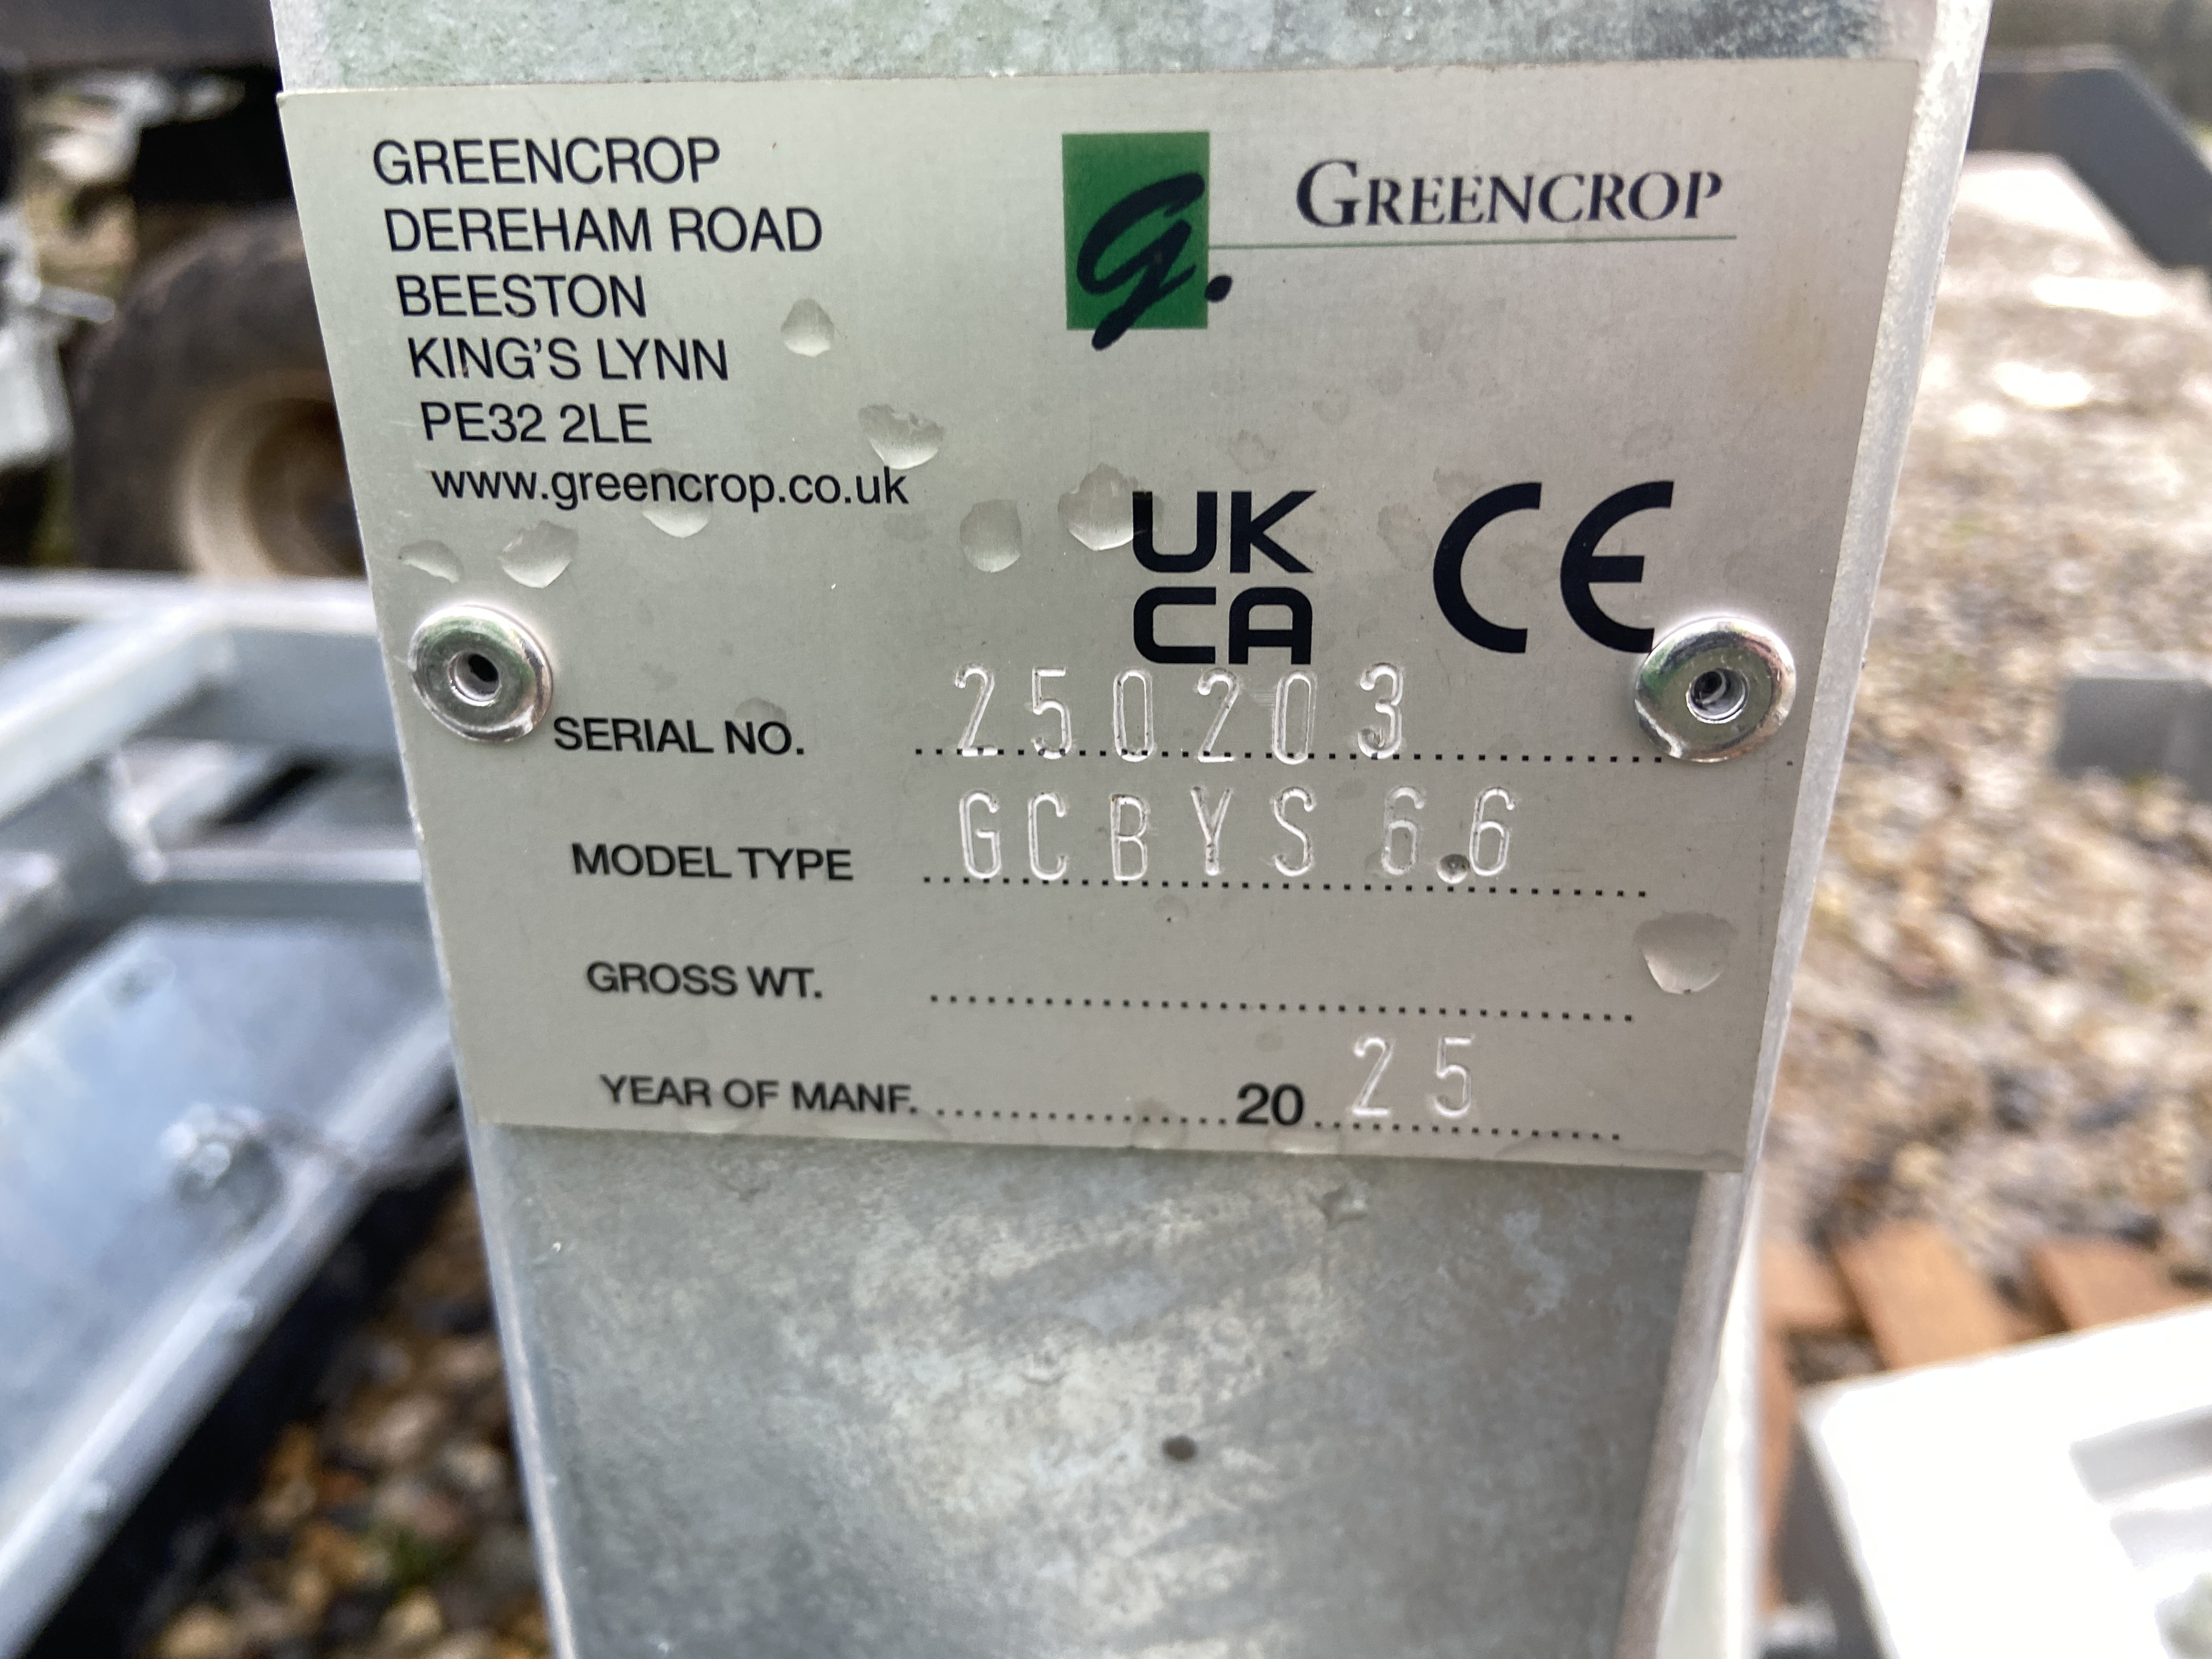 GREENCROP
DEREHAM ROAD
BEESTON
KING'S LYNN
PE32 2LE
www.greencrop.co.uk
G.
GREENCROP
UK
CA
CE
SERIAL NO. 250203
MODEL TYPE GCBYS 6.6
GROSS WT.
YEAR OF MANF. 20 25